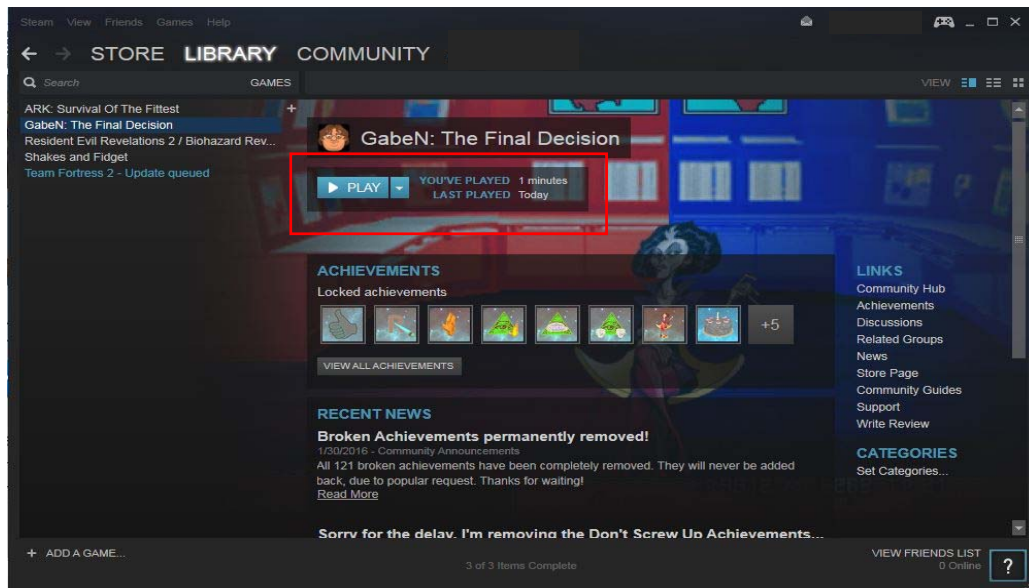 Steam View Friends Games Help
STORE LIBRARY COMMUNITY
Search GAMES
VIEW
ARK: Survival Of The Fittest
GabeN: The Final Decision
Resident Evil Revelations 2 / Biohazard Rev...
Shakes and Fidget
Team Fortress 2 - Update queued
+
GabeN: The Final Decision
PLAY
YOU'VE PLAYED 1 minutes
LAST PLAYED Today
ACHIEVEMENTS
Locked achievements
+5
VIEW ALL ACHIEVEMENTS
RECENT NEWS
Broken Achievements permanently removed!
1/30/2016 - Community Announcements
All 121 broken achievements have been completely removed. They will never be added
back, due to popular request. Thanks for waiting!
Read More
Sorry for the delay. I'm removing the Don't Screw Up Achievements...
LINKS
Community Hub
Achievements
Discussions
Related Groups
News
Store Page
Community Guides
Support
Write Review
CATEGORIES
Set Categories...
+ ADD A GAME...
3 of 3 Items Complete
VIEW FRIENDS LIST
0 Online
?